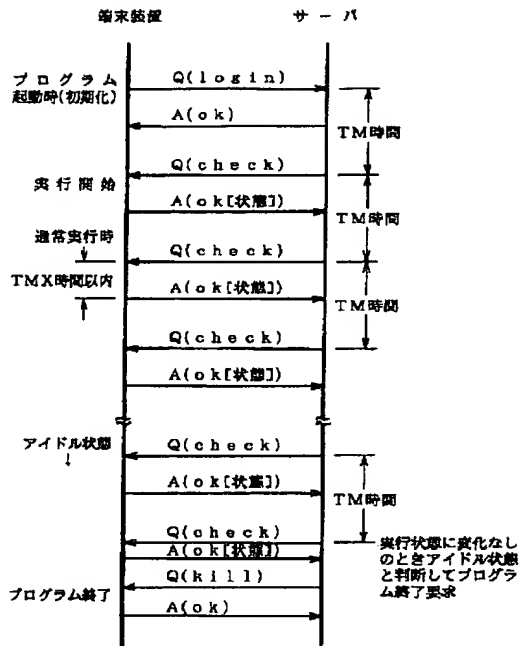 端末装置
サーバ
プログラム
起動時(初期化)
Q(login)
A(ok)
TM時間
Q(check)
実行開始
A(ok[状態])
TM時間
通常実行時
Q(check)
TMX時間以内
A(ok[状態])
TM時間
Q(check)
A(ok[状態])
アイドル状態
↓
Q(check)
A(ok[状態])
TM時間
Q(check)
A(ok[状態])
実行状態に変化なし
のときアイドル状態
と判断してプログラ
ム終了要求
Q(kill)
プログラム終了
A(ok)